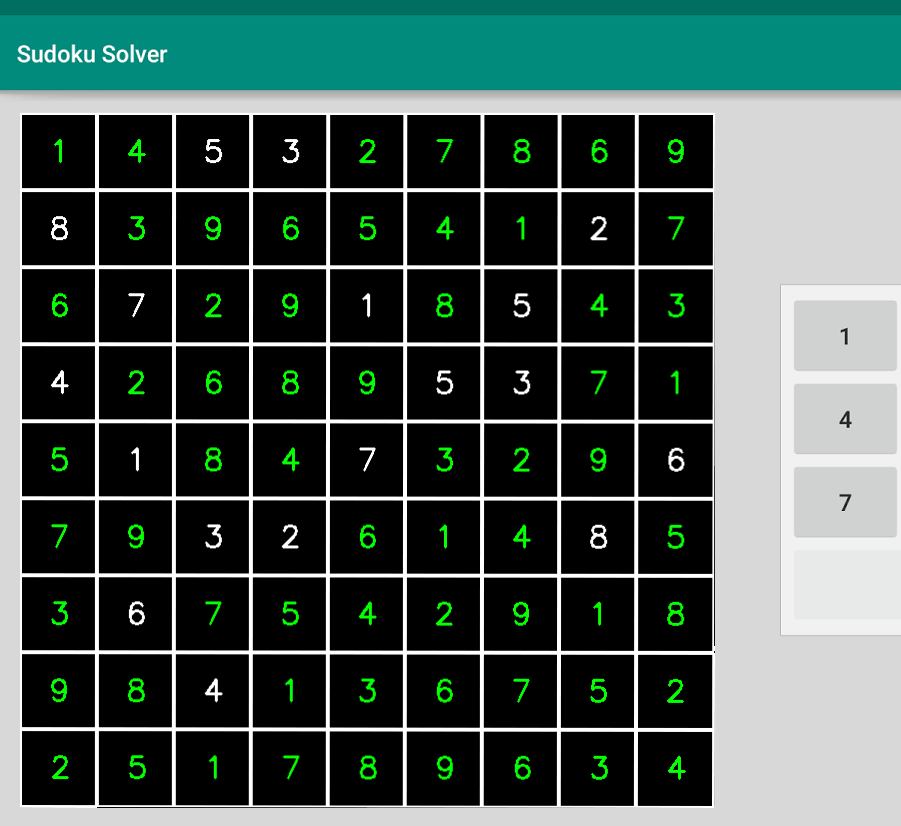 Sudoku Solver
1 4 5 3 2 7 8 6 9
8 3 9 6 5 4 1 2 7
6 7 2 9 1 8 5 4 3
4 2 6 8 9 5 3 7 1
5 1 8 4 7 3 2 9 6
7 9 3 2 6 1 4 8 5
3 6 7 5 4 2 9 1 8
9 8 4 1 3 6 7 5 2
2 5 1 7 8 9 6 3 4
1
4
7